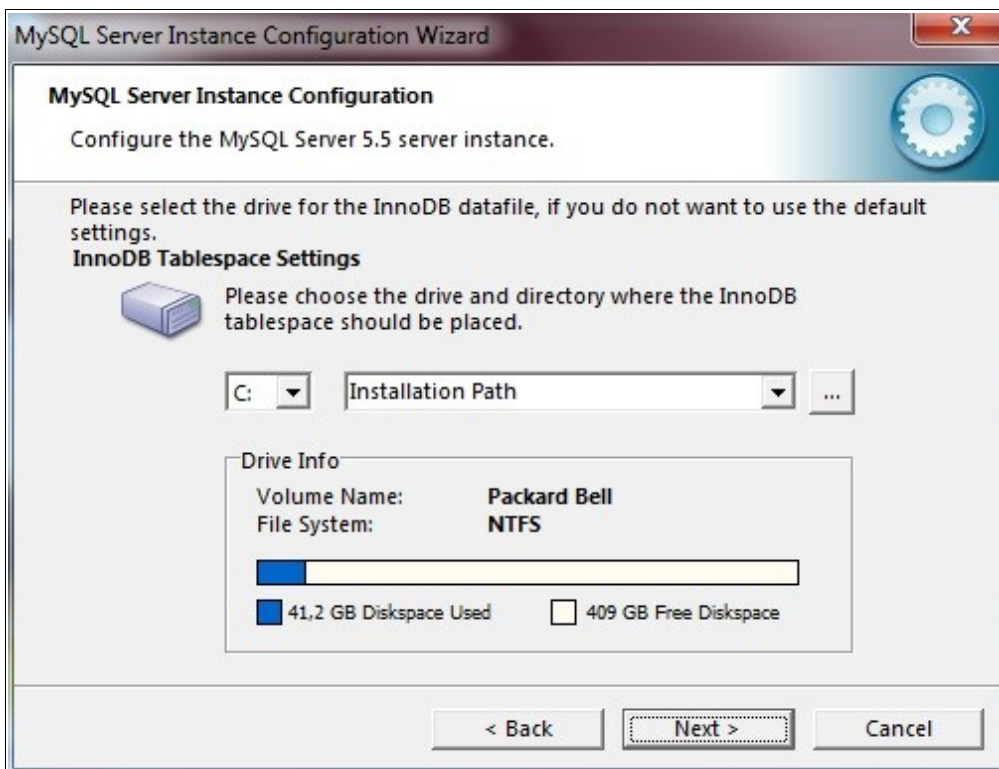 MySQL Server Instance Configuration Wizard
X
MySQL Server Instance Configuration
Configure the MySQL Server 5.5 server instance.
Please select the drive for the InnoDB datafile, if you do not want to use the default
settings.
InnoDB Tablespace Settings
Please choose the drive and directory where the InnoDB
tablespace should be placed.
C: Installation Path ...
Drive Info
Volume Name: Packard Bell
File System: NTFS
41,2 GB Diskspace Used 409 GB Free Diskspace
< Back Next > Cancel